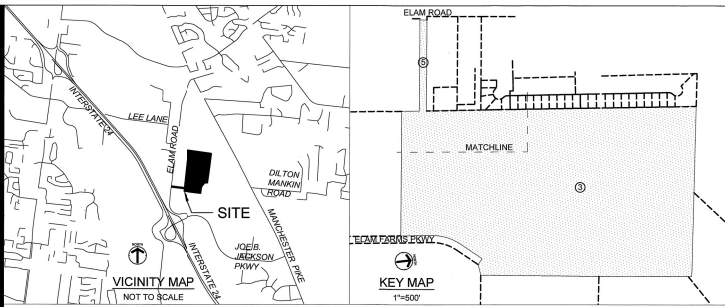 INTERSTATE 24
LEE LANE
ELAM ROAD
DILTON
MANKIN
ROAD
SITE
MANCHESTER PIKE
JOE B.
JACKSON
PKWY
INTERSTATE 24
NORTH
VICINITY MAP
NOT TO SCALE
ELAM ROAD
5
MATCHLINE
3
ELAM FARMS PKWY
KEY MAP
1"=500'